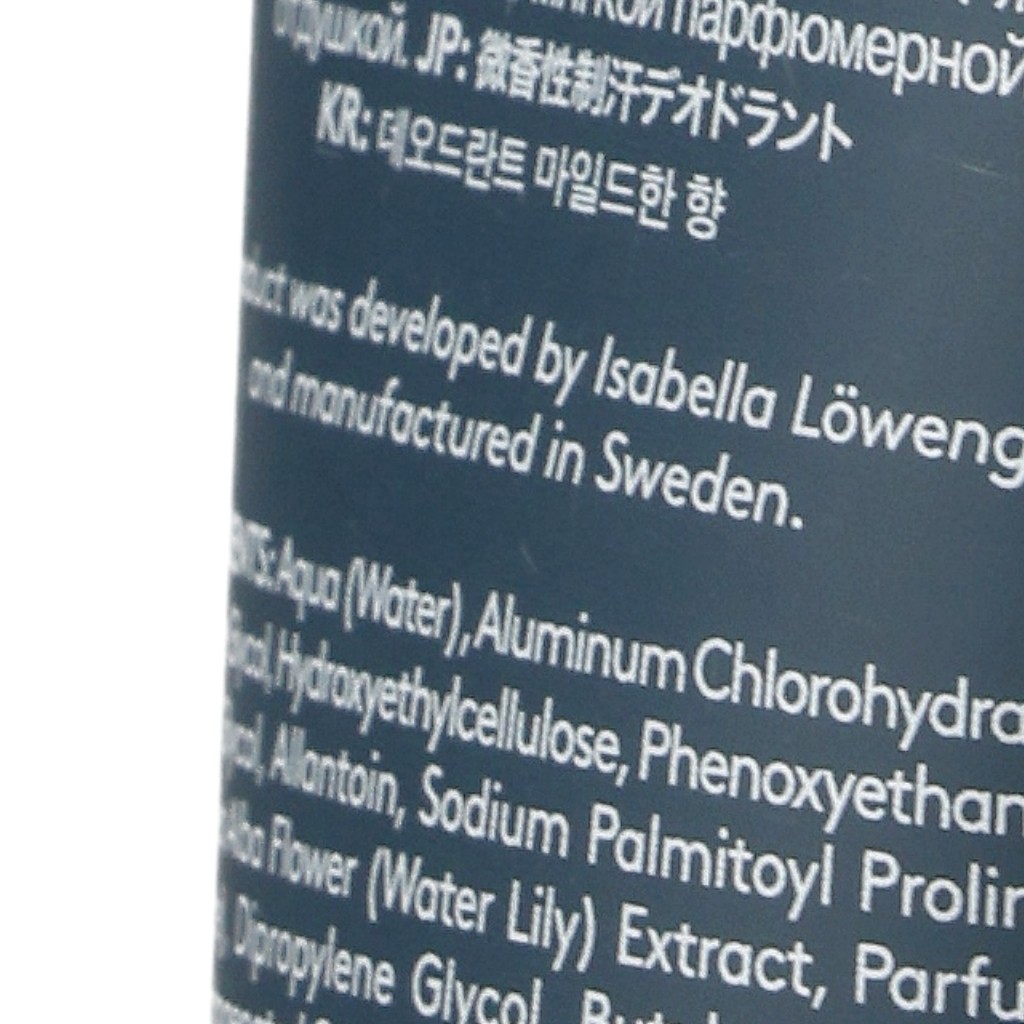 парфюмерной
JP: 微香性制汗デオドラント
KR: 데오드란트 마일드한 향
was developed by Isabella Löweng
and manufactured in Sweden.
Aqua (Water), Aluminum Chlorohydra
Hydroxyethylcellulose, Phenoxyethan
Allantoin, Sodium Palmitoyl Prolin
Alba Flower (Water Lily) Extract, Parfu
Dipropylene Glycol,